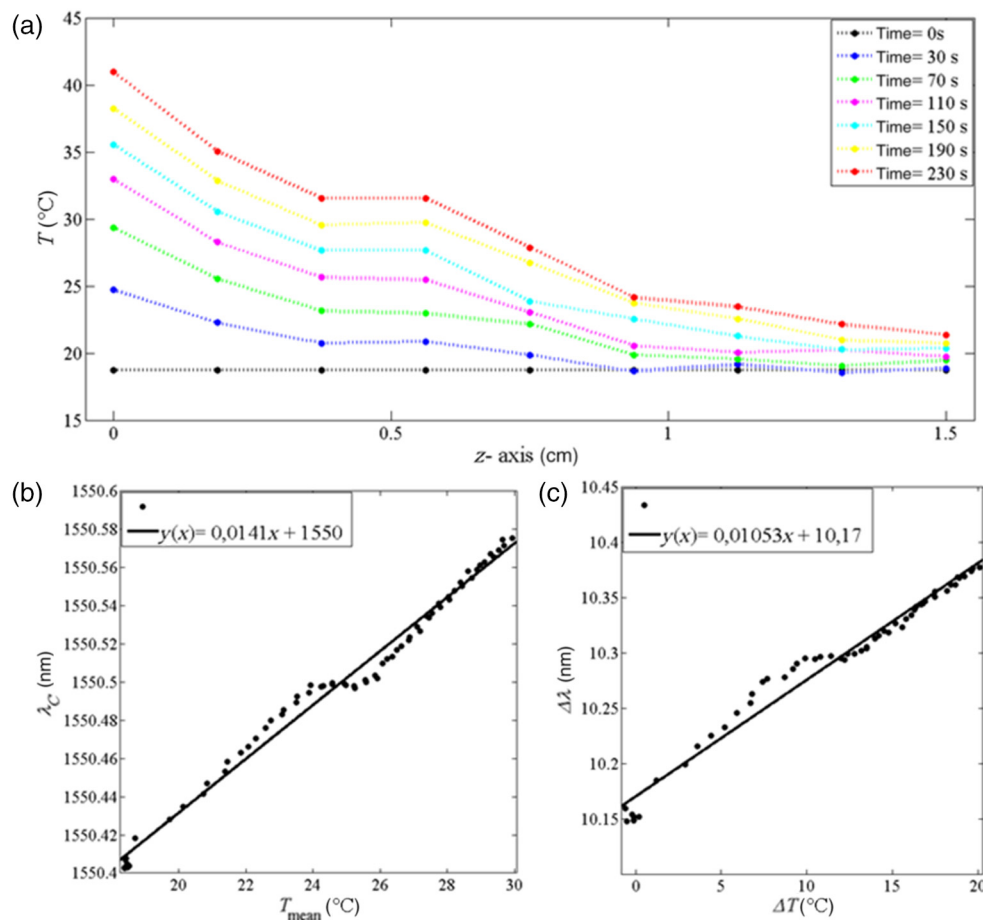 (a)
45
40
35
30
25
20
15
T (°C)
Time= 0s
Time= 30 s
Time= 70 s
Time= 110 s
Time= 150 s
Time= 190 s
Time= 230 s
0
0.5
1
1.5
z- axis (cm)
(b)
1550.6
1550.58
1550.56
1550.54
1550.52
1550.5
1550.48
1550.46
1550.44
1550.42
1550.4
λC (nm)
y(x)= 0,0141x + 1550
20
22
24
26
28
30
Tmean (°C)
(c)
10.45
10.4
10.35
10.3
10.25
10.2
10.15
Δλ (nm)
y(x)= 0,01053x + 10,17
0
5
10
15
20
ΔT(°C)